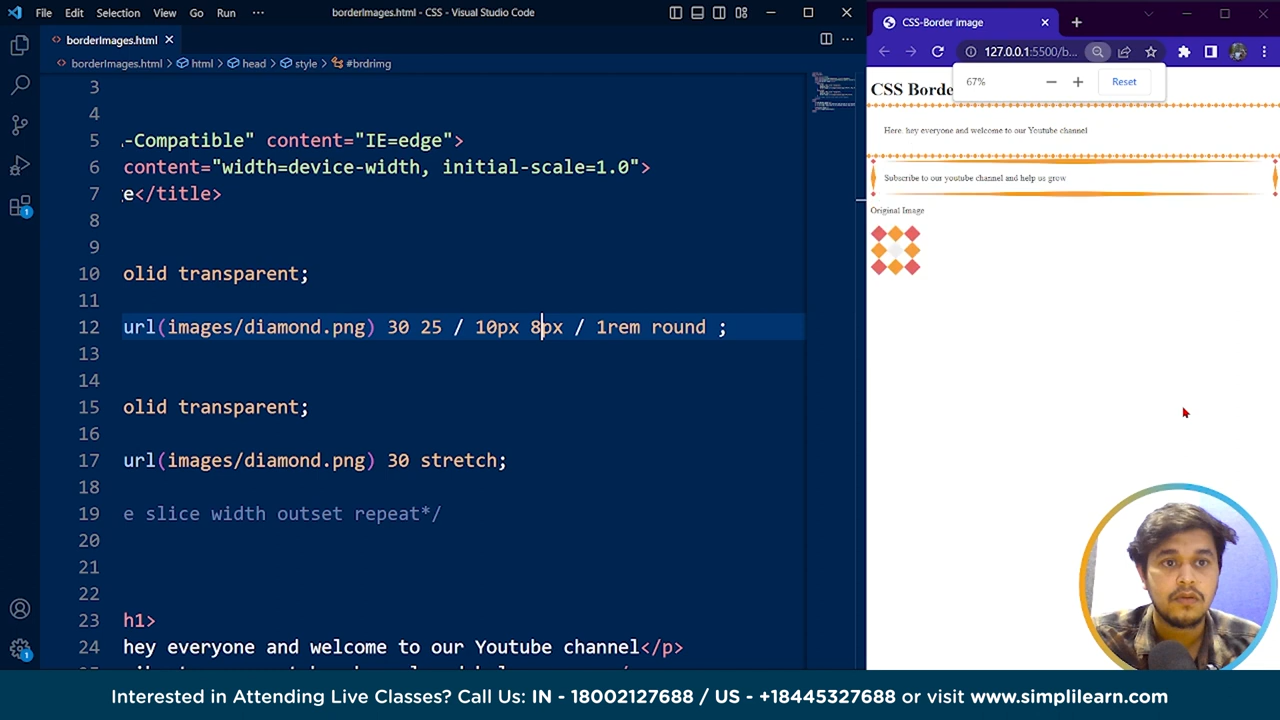 File Edit Selection View Go Run ··· borderImages.html - CSS - Visual Studio Code
borderImages.html
borderImages.html > html > head > style > #brdrimg
3
4
5 -Compatible" content="IE=edge">
6 content="width=device-width, initial-scale=1.0">
7 e</title>
8
9
10 olid transparent;
11
12 url(images/diamond.png) 30 25 / 10px 8px / 1rem round ;
13
14
15 olid transparent;
16
17 url(images/diamond.png) 30 stretch;
18
19 e slice width outset repeat*/
20
21
22
23 h1>
24 hey everyone and welcome to our Youtube channel</p>
1
1
CSS-Border image
127.0.0.1:5500/b...
67% Reset
CSS Borde
Here, hey everyone and welcome to our Youtube channel
Subscribe to our youtube channel and help us grow
Original Image
Interested in Attending Live Classes? Call Us: IN - 18002127688 / US - +18445327688 or visit www.simplilearn.com